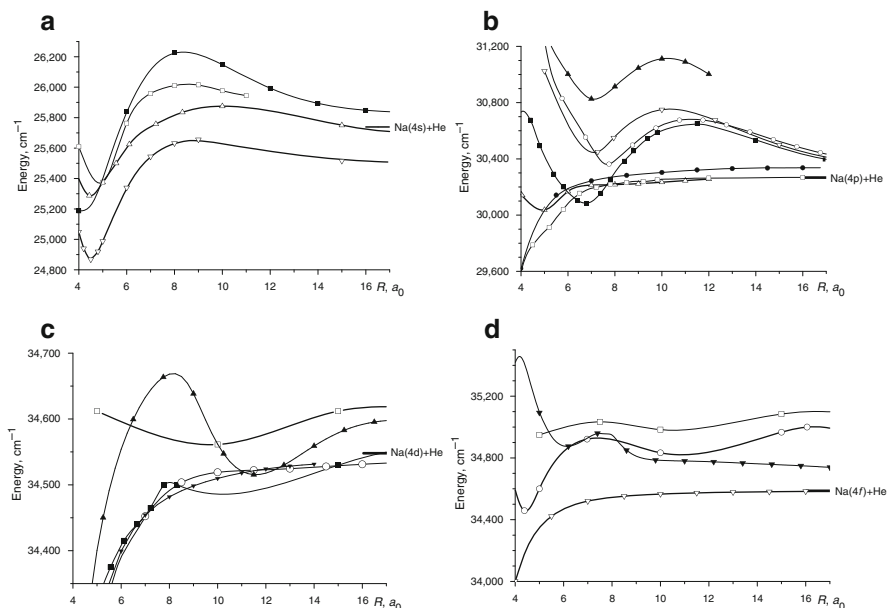 a
Energy, cm⁻¹
26,200
26,000
25,800
25,600
25,400
25,200
25,000
24,800
4 6 8 10 12 14 16 R, a₀
Na(4s)+He
b
Energy, cm⁻¹
31,200
30,800
30,400
30,000
29,600
4 6 8 10 12 14 16 R, a₀
Na(4p)+He
c
Energy, cm⁻¹
34,700
34,600
34,500
34,400
4 6 8 10 12 14 16 R, a₀
Na(4d)+He
d
Energy, cm⁻¹
35,200
34,800
34,400
34,000
4 6 8 10 12 14 16 R, a₀
Na(4f)+He